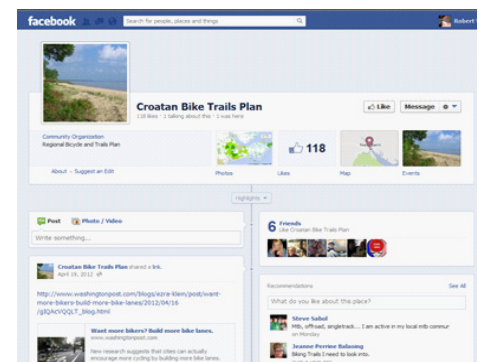 facebook
Search for people, places and things
Robert
Croatan Bike Trails Plan
118 likes · 1 talking about this · 1 was here
Like
Message
Community Organization
Regional Bicycle and Trails Plan
118
About - Suggest an Edit
Photos
Likes
Map
Events
Highlights
Post
Photo / Video
Write something...
6 Friends
Like Croatan Bike Trails Plan
Croatan Bike Trails Plan shared a link.
April 18, 2012
http://www.washingtonpost.com/blogs/ezra-klein/post/want-
more-bikers-build-more-bike-lanes/2012/04/16
/gIQAcVQQLT_blog.html
Want more bikers? Build more bike lanes.
www.washingtonpost.com
New research suggests that cities can actually
encourage more cycling by building more bike lanes.
Recommendations
See All
What do you like about this place?
Steve Sabol
Mtb, offroad, singletrack... I am active in my local mtb commun
on Monday
Jeanne Perrine Balazong
Biking Trails I need to look into.